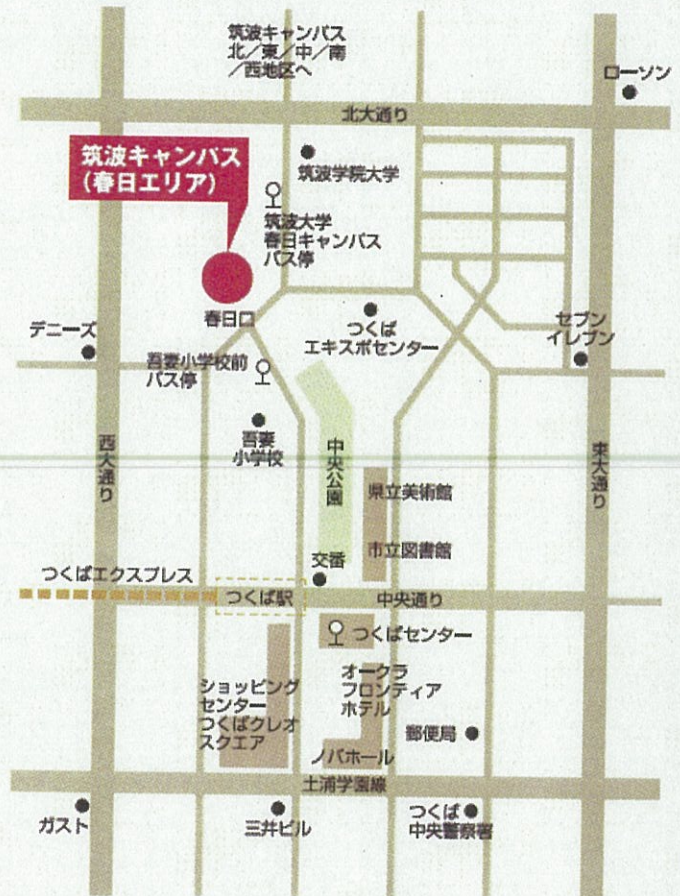 筑波キャンパス
北／東／中／南
／西地区へ
ローソン
北大通り
筑波キャンパス
(春日エリア)
筑波学院大学
筑波大学
春日キャンパス
バス停
春日口
デニーズ
つくば
エキスポセンター
セブン
イレブン
吾妻小学校前
バス停
吾妻
小学校
西大通り
中央公園
東大通り
県立美術館
市立図書館
交番
つくばエクスプレス
つくば駅
中央通り
つくばセンター
オークラ
フロンティア
ホテル
ショッピング
センター
つくばクレオ
スクエア
郵便局
ノバホール
土浦学園線
ガスト
三井ビル
つくば
中央警察署